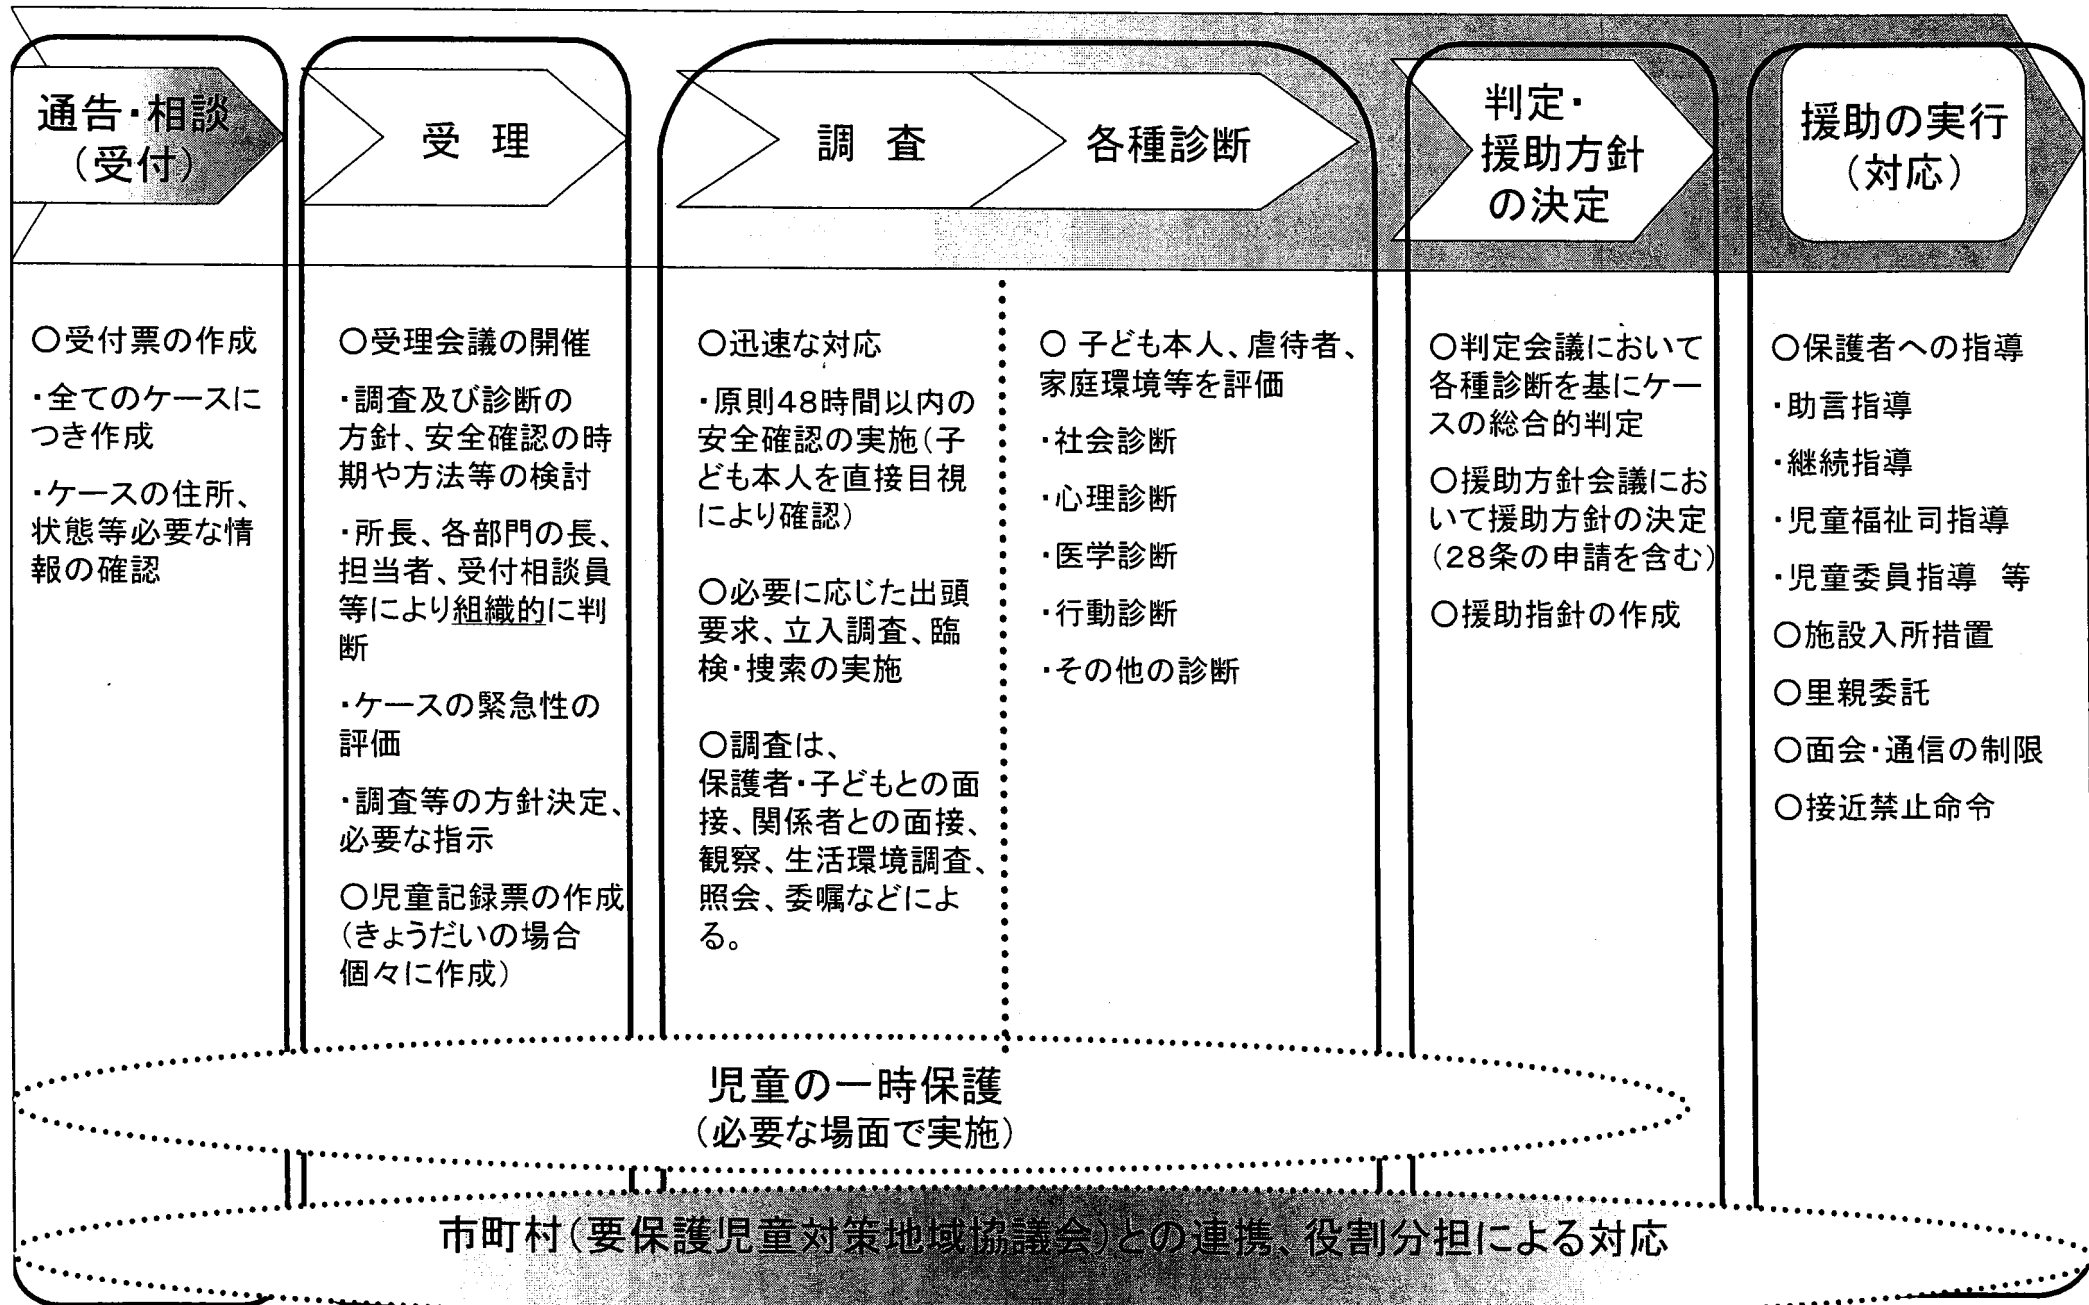 通告・相談
(受付)
受 理
調 査
各種診断
判定・
援助方針
の決定
援助の実行
(対応)
〇受付票の作成
・全てのケースに
つき作成
・ケースの住所、
状態等必要な情
報の確認
〇受理会議の開催
・調査及び診断の
方針、安全確認の時
期や方法等の検討
・所長、各部門の長、
担当者、受付相談員
等により組織的に判
断
・ケースの緊急性の
評価
・調査等の方針決定、
必要な指示
〇児童記録票の作成
(きょうだいの場合
個々に作成)
〇迅速な対応
・原則48時間以内の
安全確認の実施(子
ども本人を直接目視
により確認)
〇必要に応じた出頭
要求、立入調査、臨
検・捜索の実施
〇調査は、
保護者・子どもとの面
接、関係者との面接、
観察、生活環境調査、
照会、委嘱などによ
る。
〇 子ども本人、虐待者、
家庭環境等を評価
・社会診断
・心理診断
・医学診断
・行動診断
・その他の診断
〇判定会議において
各種診断を基にケー
スの総合的判定
〇援助方針会議にお
いて援助方針の決定
(28条の申請を含む)
〇援助指針の作成
〇保護者への指導
・助言指導
・継続指導
・児童福祉司指導
・児童委員指導 等
〇施設入所措置
〇里親委託
〇面会・通信の制限
〇接近禁止命令
児童の一時保護
(必要な場面で実施)
市町村(要保護児童対策地域協議会)との連携、役割分担による対応